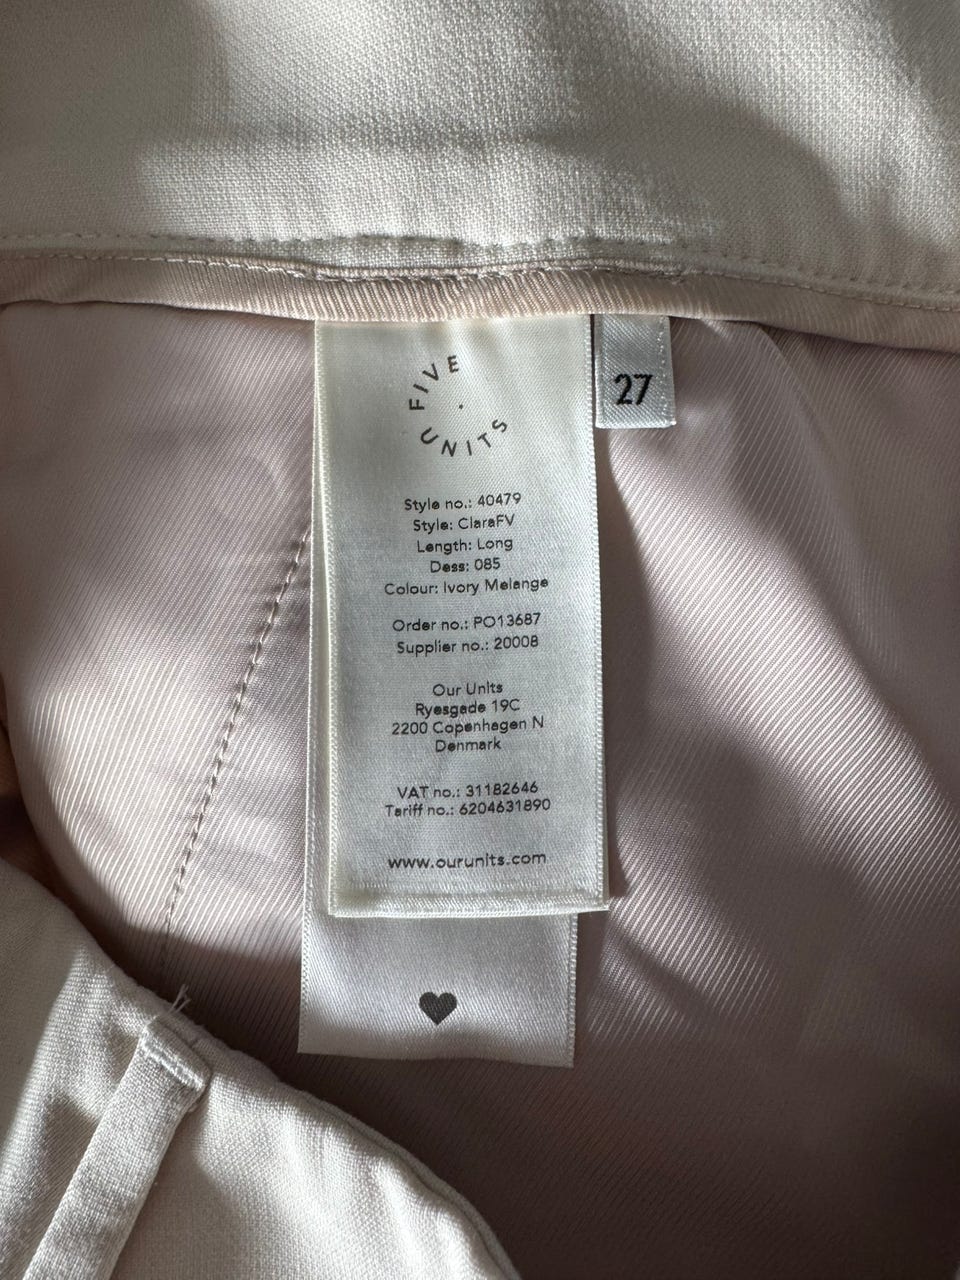 FIVE
UNITS
27
Style no.: 40479
Style: ClaraFV
Length: Long
Dess: 085
Colour: Ivory Melange
Order no.: PO13687
Supplier no.: 20008
Our Units
Ryesgade 19C
2200 Copenhagen N
Denmark
VAT no.: 31182646
Tariff no.: 6204631890
www.ourunits.com